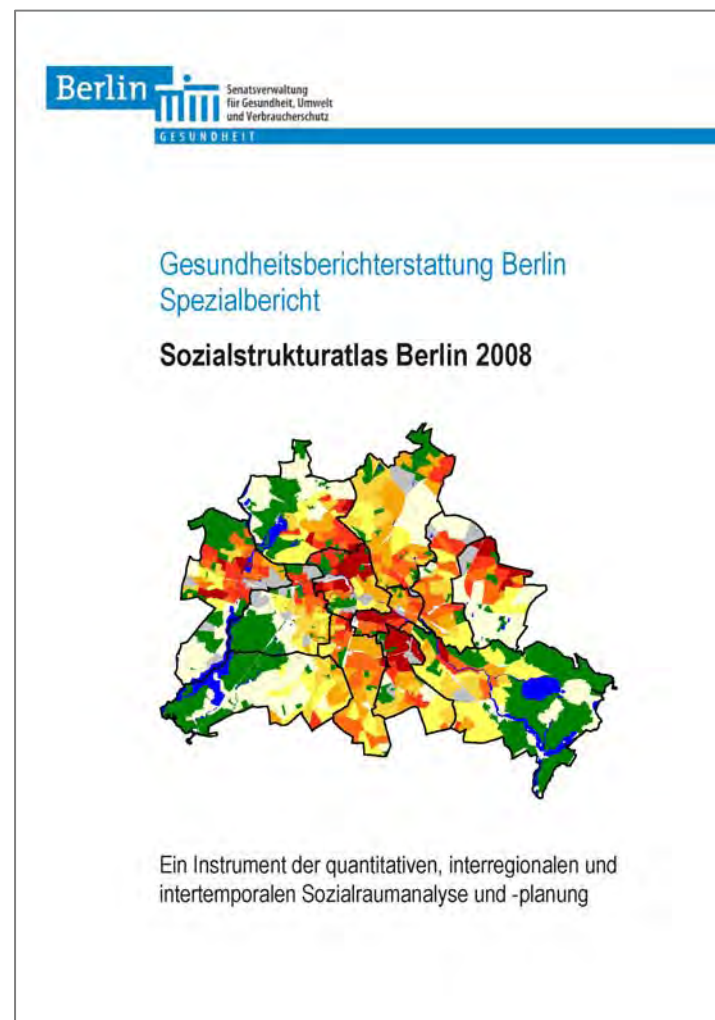 Berlin
Senatsverwaltung
für Gesundheit, Umwelt
und Verbraucherschutz
GESUNDHEIT
Gesundheitsberichterstattung Berlin
Spezialbericht
Sozialstrukturatlas Berlin 2008
Ein Instrument der quantitativen, interregionalen und
intertemporalen Sozialraumanalyse und -planung